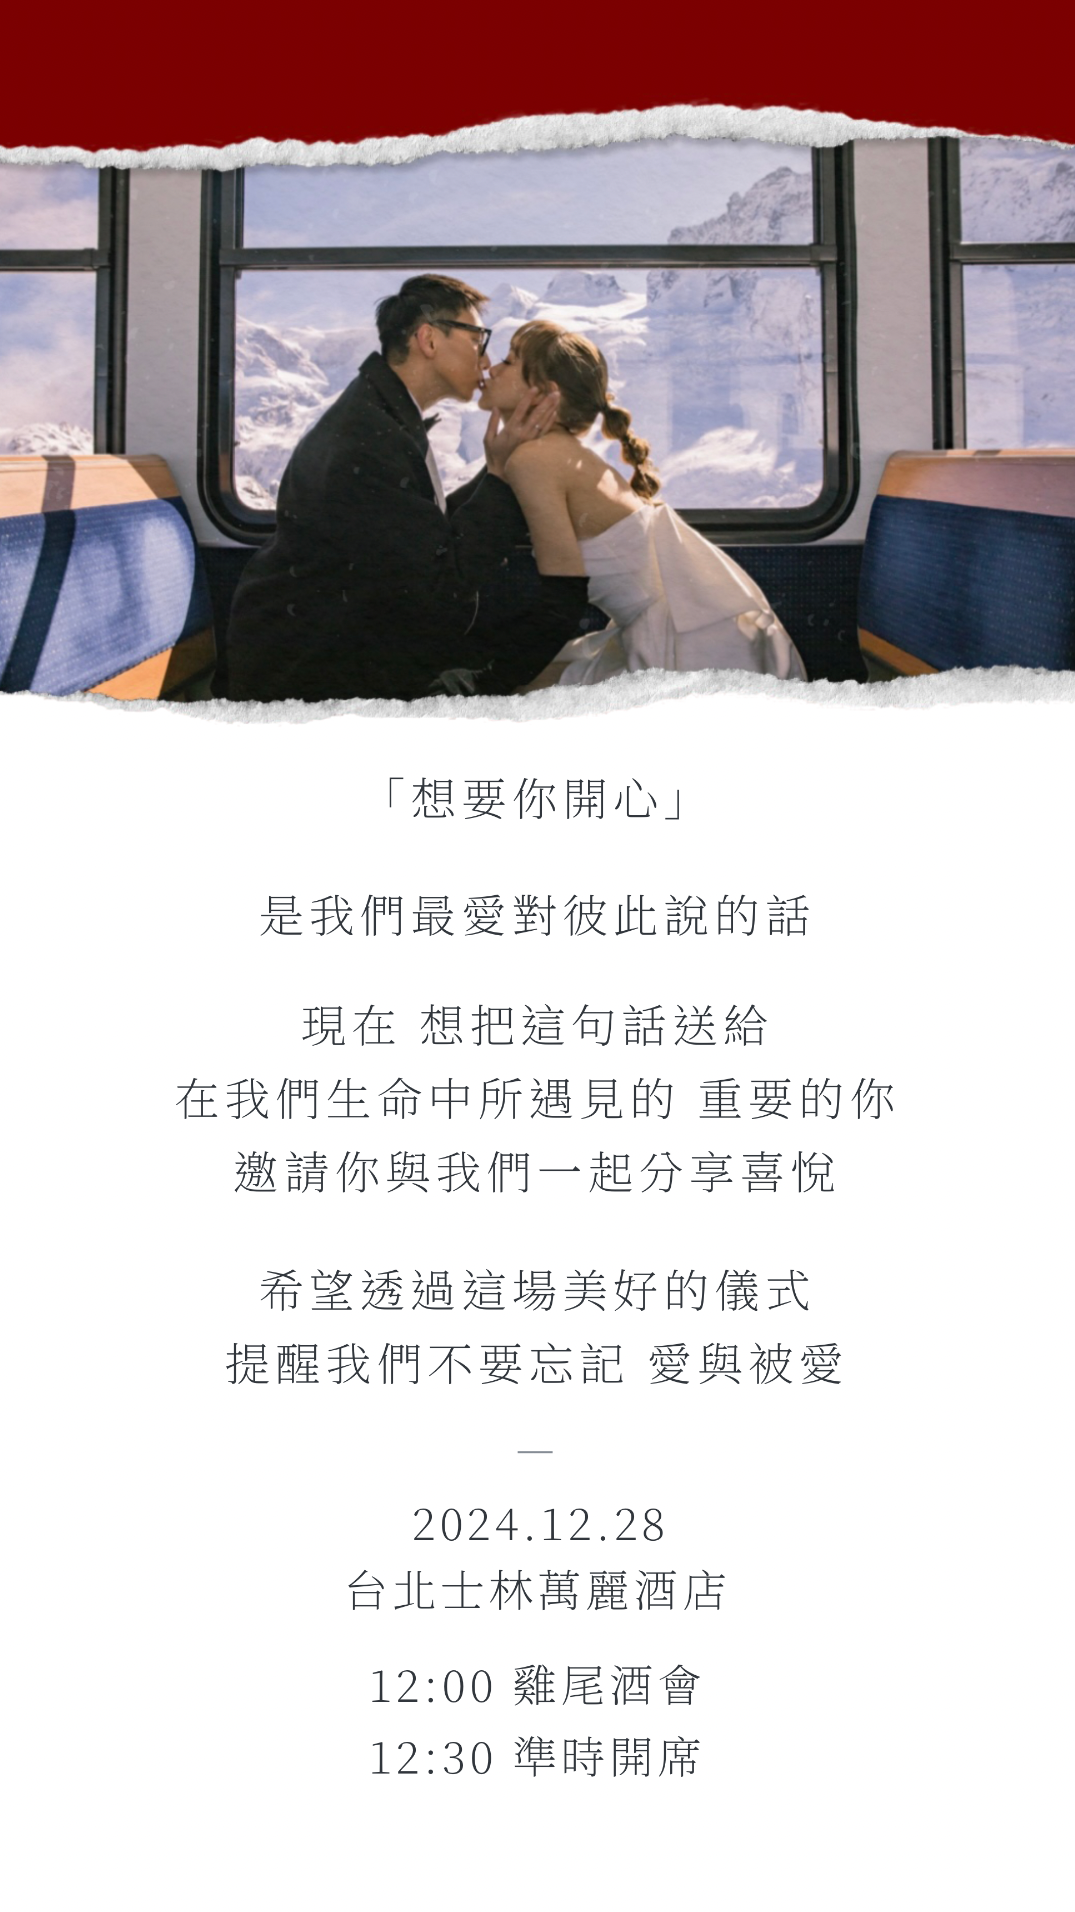 「想要你開心」
是我們最愛對彼此說的話
現在 想把這句話送給
在我們生命中所遇見的 重要的你
邀請你與我們一起分享喜悅
希望透過這場美好的儀式
提醒我們不要忘記 愛與被愛
—
2024.12.28
台北士林萬麗酒店
12:00 雞尾酒會
12:30 準時開席